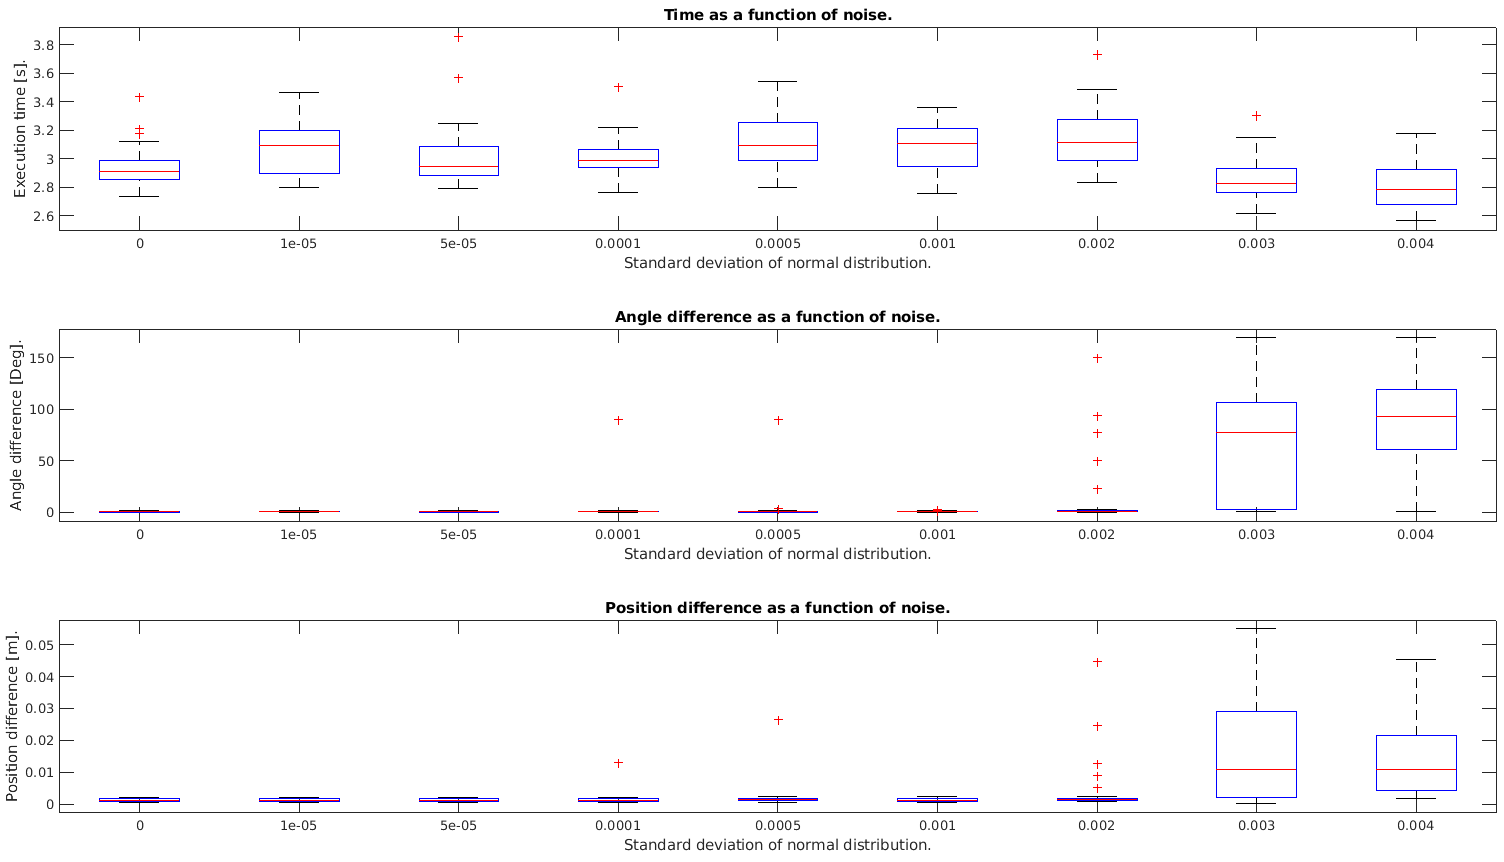 Time as a function of noise.
Execution time [s].
3.8
3.6
3.4
3.2
3
2.8
2.6
0 1e-05 5e-05 0.0001 0.0005 0.001 0.002 0.003 0.004
Standard deviation of normal distribution.
Angle difference as a function of noise.
Angle difference [Deg].
150
100
50
0
0 1e-05 5e-05 0.0001 0.0005 0.001 0.002 0.003 0.004
Standard deviation of normal distribution.
Position difference as a function of noise.
Position difference [m].
0.05
0.04
0.03
0.02
0.01
0
0 1e-05 5e-05 0.0001 0.0005 0.001 0.002 0.003 0.004
Standard deviation of normal distribution.